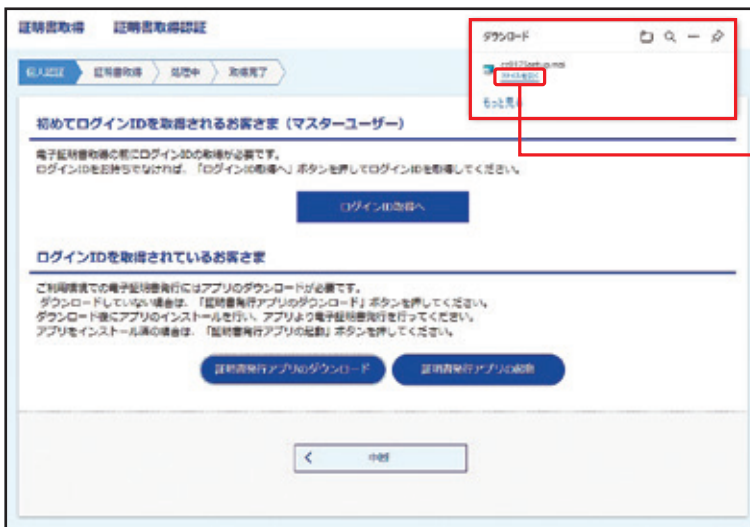 証明書取得 証明書取得認証
ダウンロード
ファイルを開く
もっと見る
個人認証 証明書取得 処理中 取得完了
初めてログインIDを取得されるお客さま(マスターユーザー)
電子証明書取得の前にログインIDの取得が必要です。
ログインIDをお持ちでなければ、「ログインID取得へ」ボタンを押してログインIDを取得してください。
ログインID取得へ
ログインIDを取得されているお客さま
ご利用環境での電子証明書発行にはアプリのダウンロードが必要です。
ダウンロードしていない場合は、「証明書発行アプリのダウンロード」ボタンを押してください。
ダウンロード後にアプリのインストールを行い、アプリより電子証明書発行を行ってください。
アプリをインストール済の場合は、「証明書発行アプリの起動」ボタンを押してください。
証明書発行アプリのダウンロード 証明書発行アプリの起動
中断